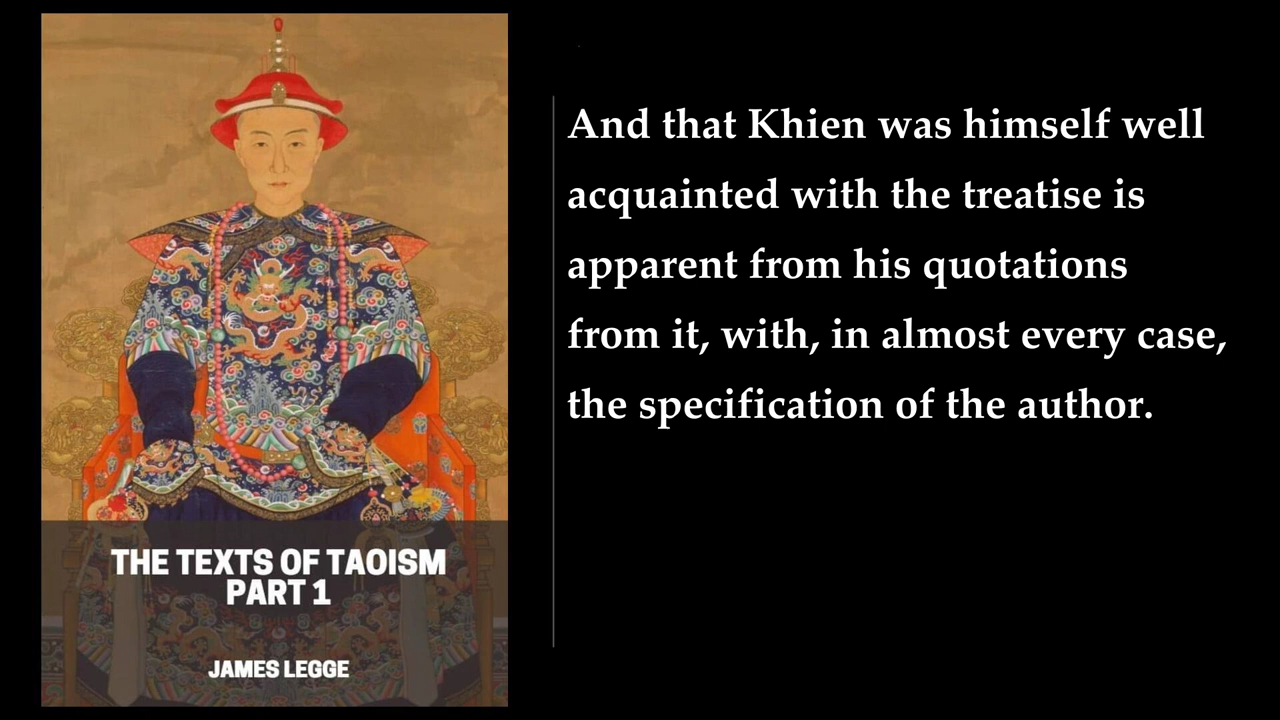 And that Khien was himself well
acquainted with the treatise is
apparent from his quotations
from it, with, in almost every case,
the specification of the author.
THE TEXTS OF TAOISM
PART 1
JAMES LEGGE